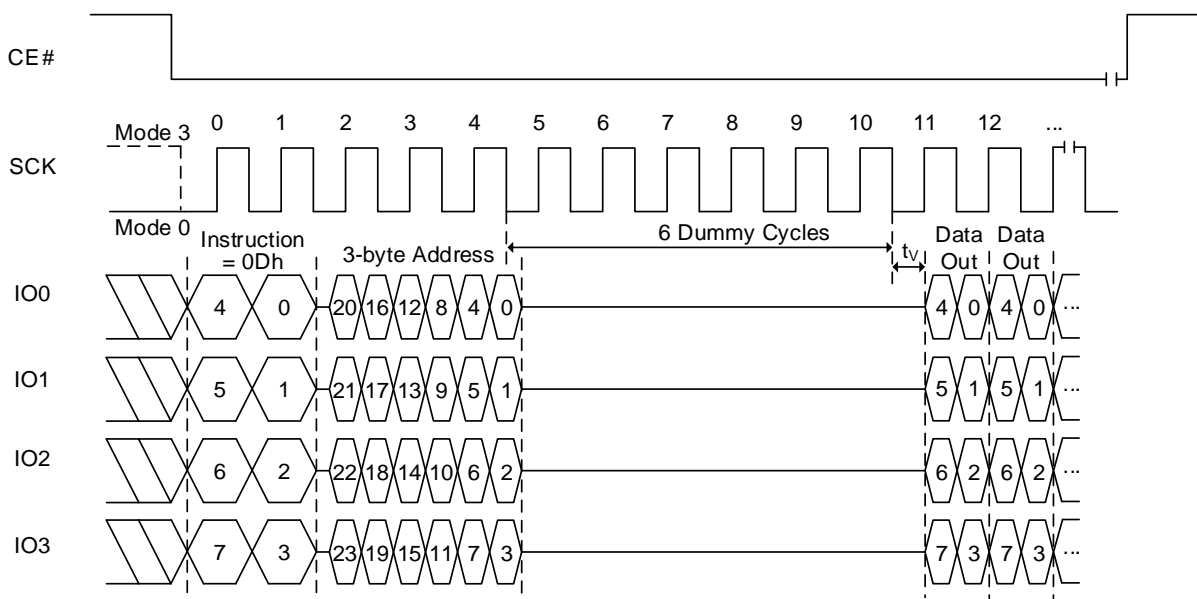 CE#
0 1 2 3 4 5 6 7 8 9 10 11 12 ...
Mode 3
SCK
Mode 0
6 Dummy Cycles
Instruction
= 0Dh
3-byte Address
tV
Data
Out
Data
Out
IO0 4 0 20 16 12 8 4 0 4 0 4 0 ...
IO1 5 1 21 17 13 9 5 1 5 1 5 1 ...
IO2 6 2 22 18 14 10 6 2 6 2 6 2 ...
IO3 7 3 23 19 15 11 7 3 7 3 7 3 ...